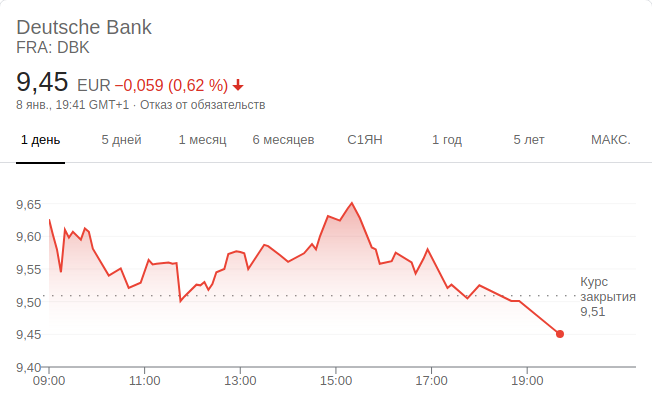 Deutsche Bank
FRA: DBK
9,45 EUR −0,059 (0,62 %)
8 янв., 19:41 GMT+1 · Отказ от обязательств
1 день 5 дней 1 месяц 6 месяцев С1ЯН 1 год 5 лет МАКС.
9,65
9,60
9,55
9,50
9,45
9,40
Курс
закрытия
9,51
09:00 11:00 13:00 15:00 17:00 19:00